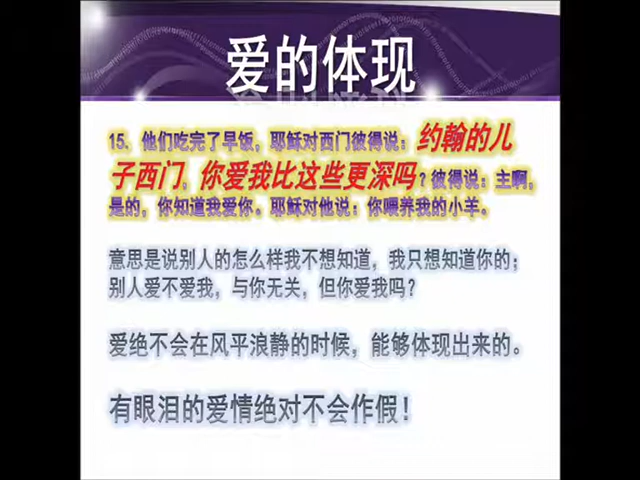 爱的体现
15. 他们吃完了早饭，耶稣对西门彼得说：约翰的儿
子西门，你爱我比这些更深吗？彼得说：主啊，
是的，你知道我爱你。耶稣对他说：你喂养我的小羊。
意思是说别人的怎么样我不想知道，我只想知道你的；
别人爱不爱我，与你无关，但你爱我吗？
爱绝不会在风平浪静的时候，能够体现出来的。
有眼泪的爱情绝对不会作假！